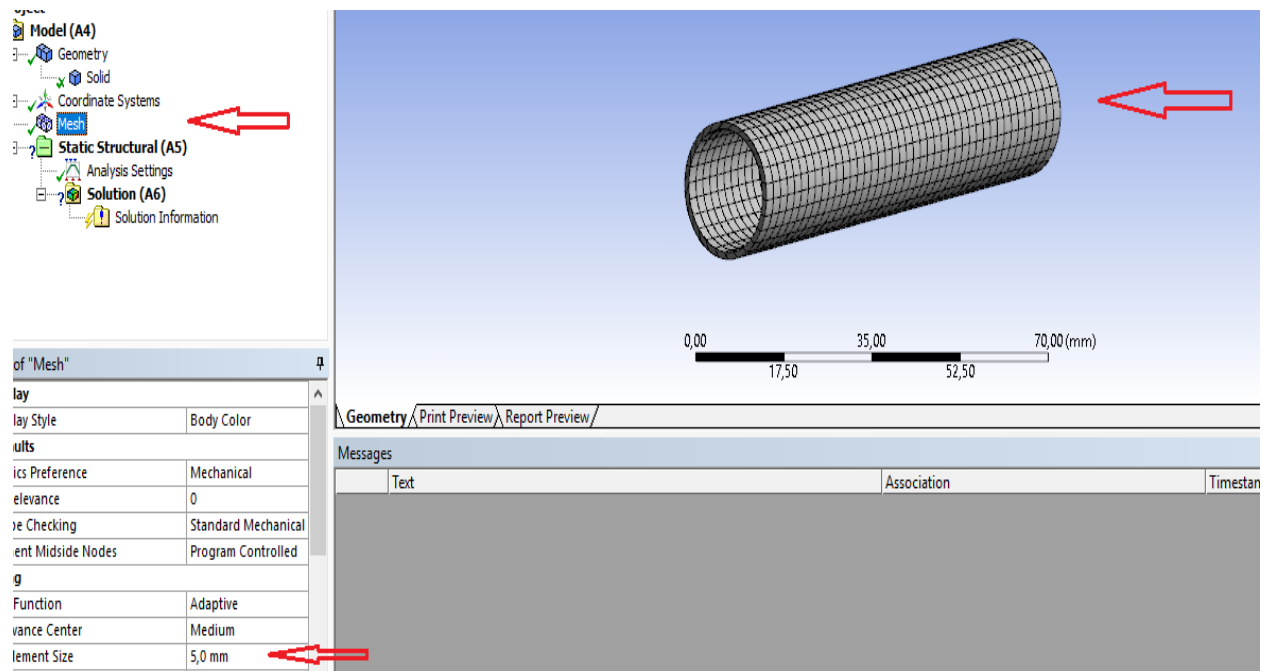 Model (A4)
Geometry
Solid
Coordinate Systems
Mesh
Static Structural (A5)
Analysis Settings
Solution (A6)
Solution Information
0,00 35,00 70,00 (mm)
17,50 52,50
of "Mesh"
lay
lay Style Body Color
ults
ics Preference Mechanical
elevance 0
pe Checking Standard Mechanical
ent Midside Nodes Program Controlled
g
Function Adaptive
vance Center Medium
lement Size 5,0 mm
Geometry Print Preview Report Preview
Messages
Text Association Timestan